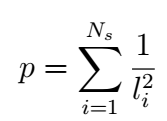 p = \sum_{i=1}^{N_s} \frac{1}{l_i^2}